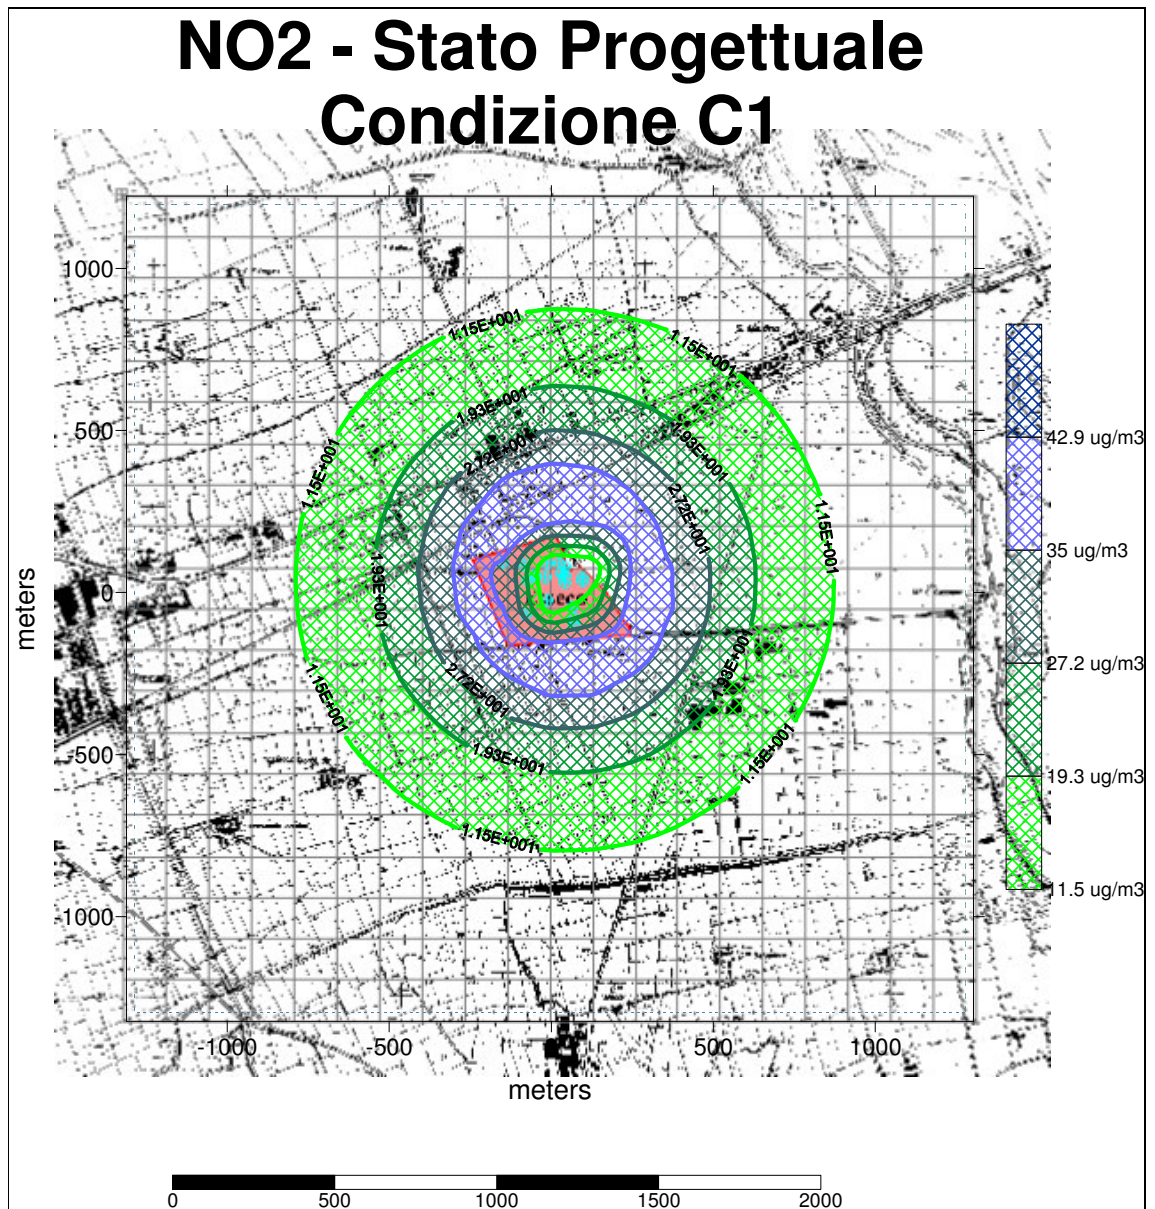 NO2 - Stato Progettuale
Condizione C1
1000
500
0
-500
-1000
meters
1.15E+001
1.15E+001
1.93E+001
1.93E+001
2.72E+001
1.15E+001
2.72E+001
1.15E+001
1.93E+001
1.93E+001
2.72E+001
1.15E+001
1.93E+001
1.15E+001
1.15E+001
42.9 ug/m3
35 ug/m3
27.2 ug/m3
19.3 ug/m3
11.5 ug/m3
-1000
-500
500
1000
meters
0
500
1000
1500
2000